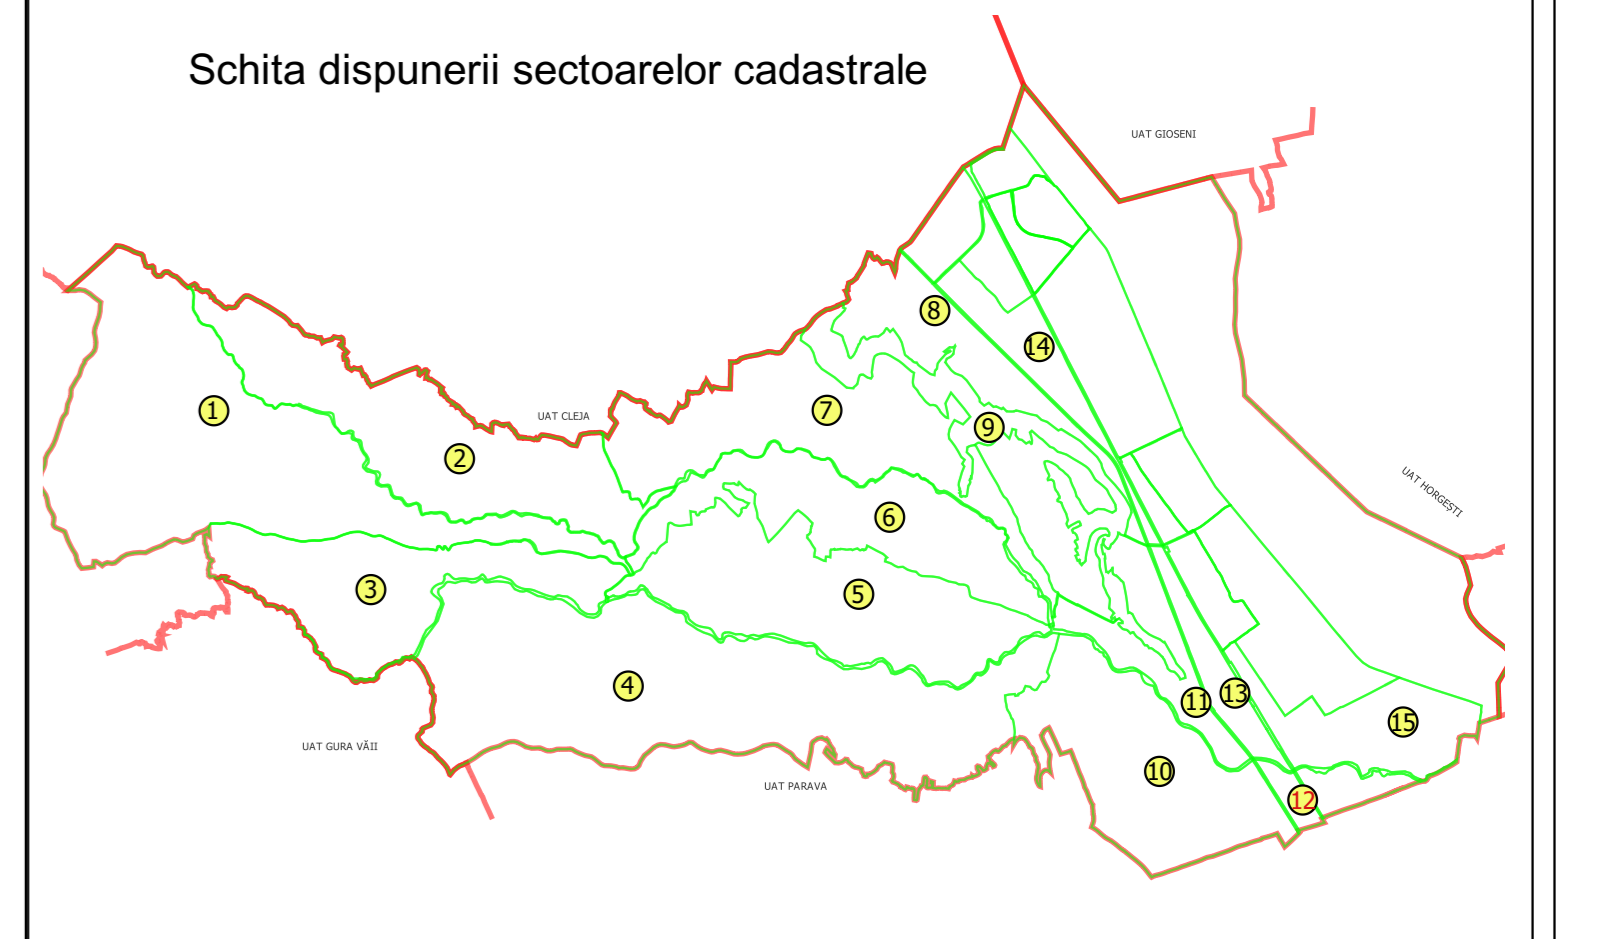 Schita dispunerii sectoarelor cadastrale
UAT GIOSENI
8
14
1
UAT CLEJA
7
9
2
UAT HORGEȘTI
6
3
5
4
11
13
15
UAT GURA VĂII
10
UAT PARAVA
12